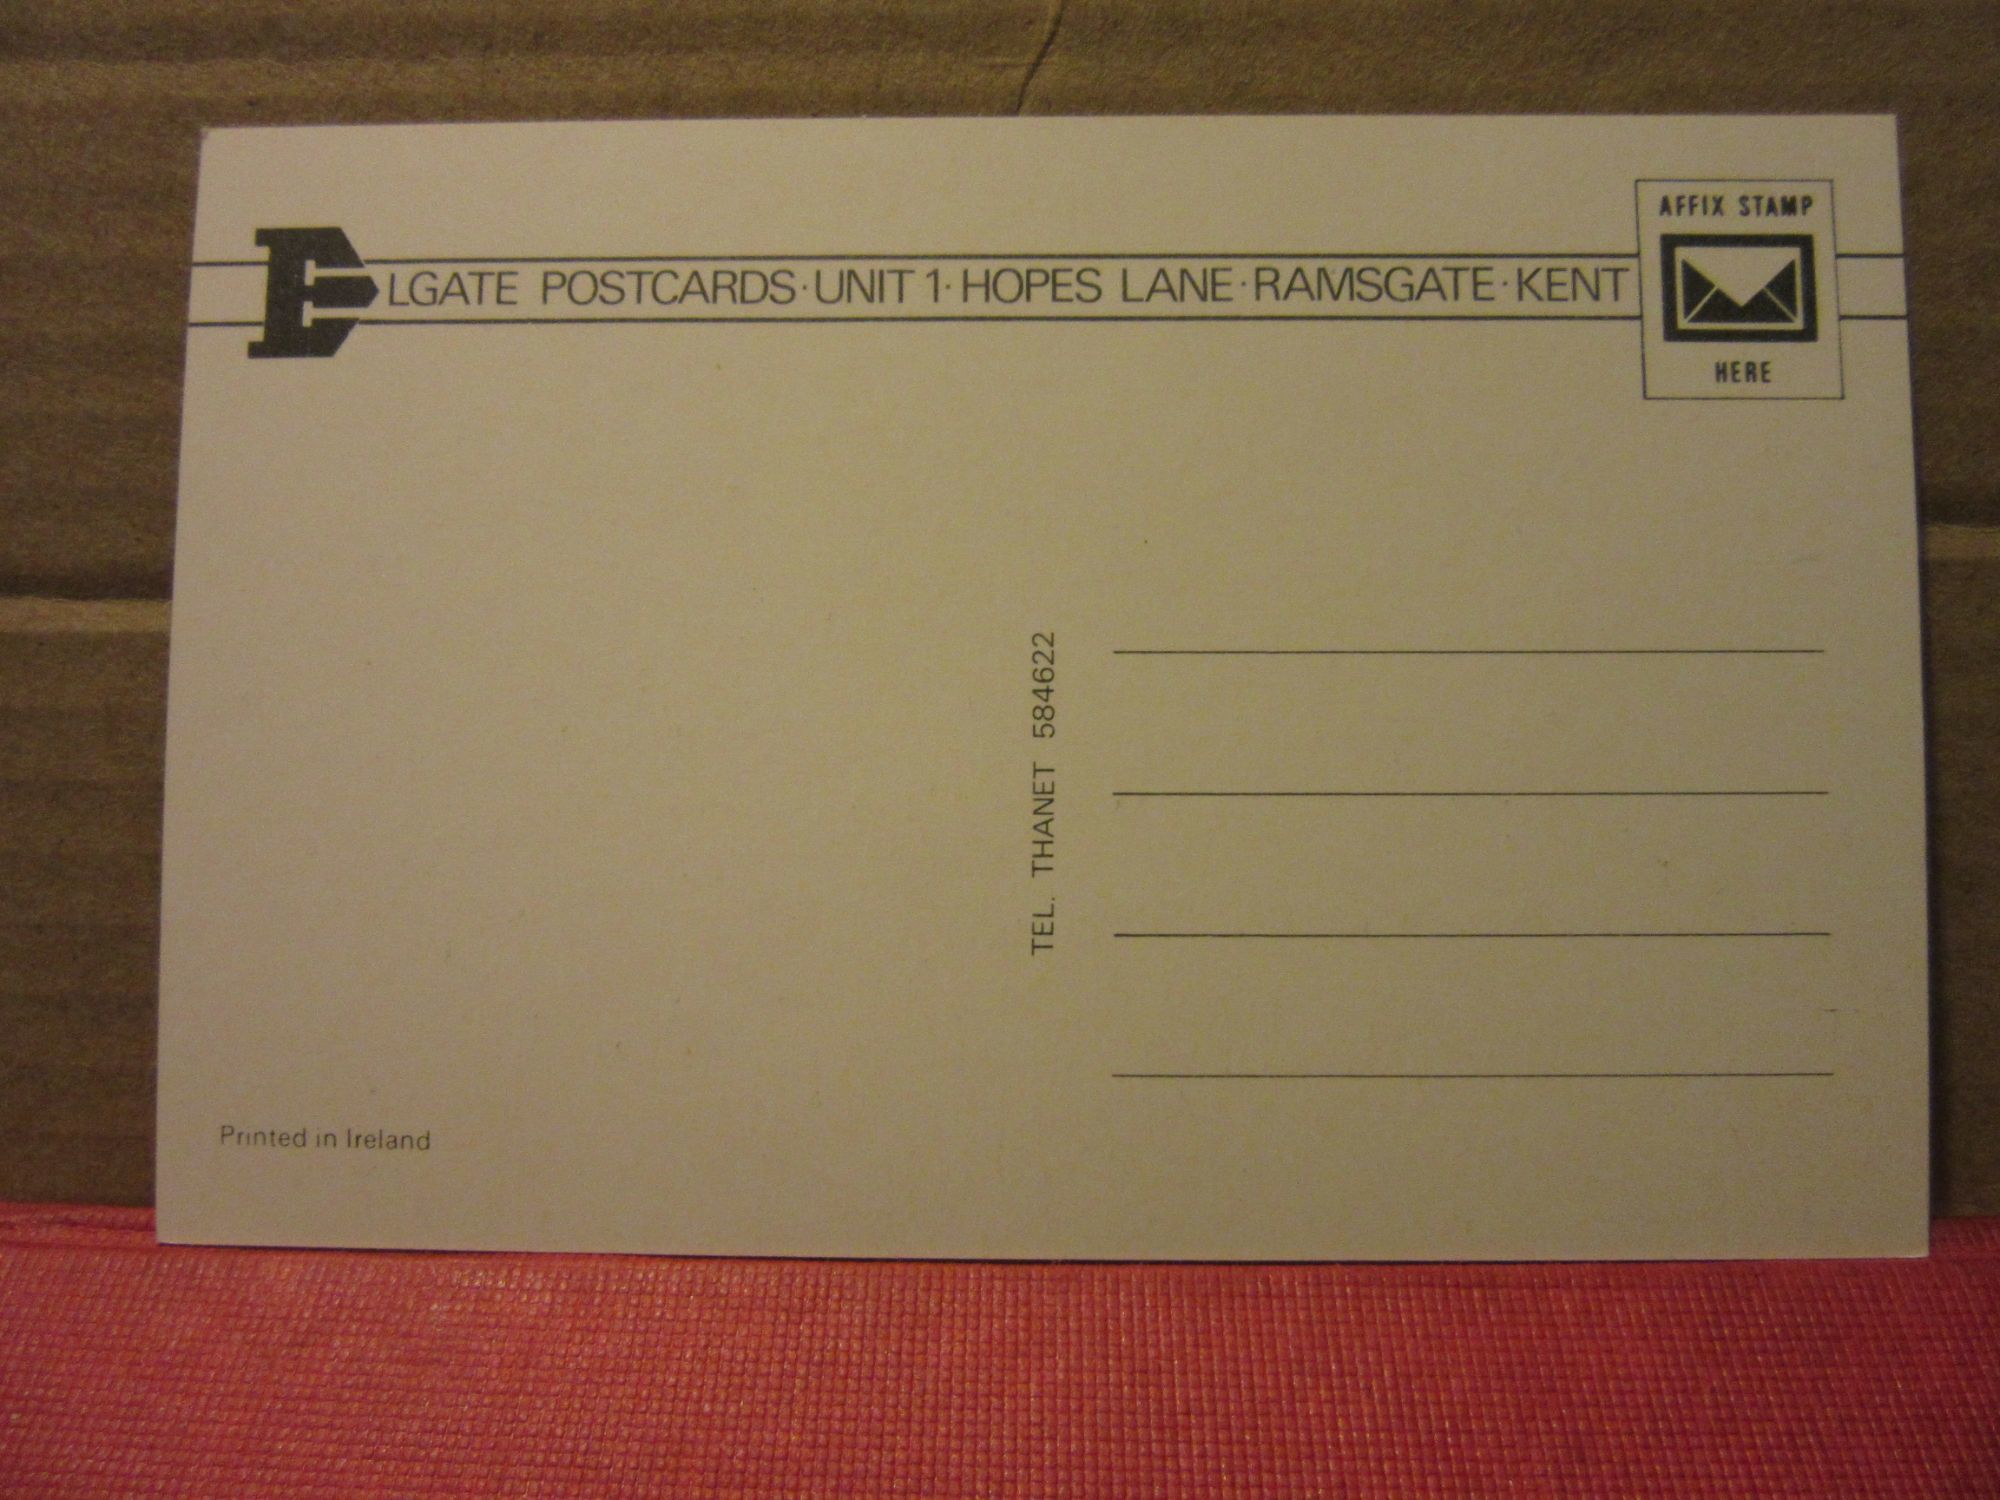 ELGATE POSTCARDS · UNIT 1 · HOPES LANE · RAMSGATE · KENT
AFFIX STAMP
HERE
TEL. THANET 584622
Printed in Ireland